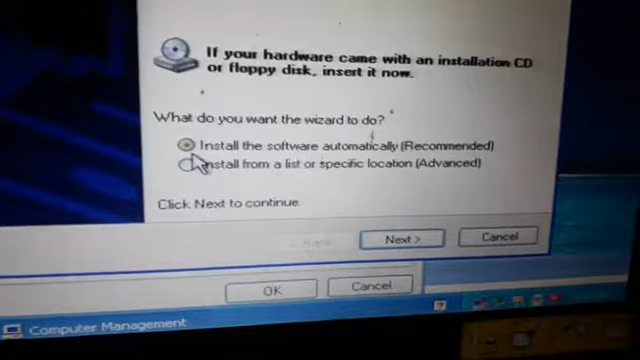 If your hardware came with an installation CD
or floppy disk, insert it now.
What do you want the wizard to do?
Install the software automatically (Recommended)
Install from a list or specific location (Advanced)
Click Next to continue
Next >
Cancel
OK
Cancel
Computer Management